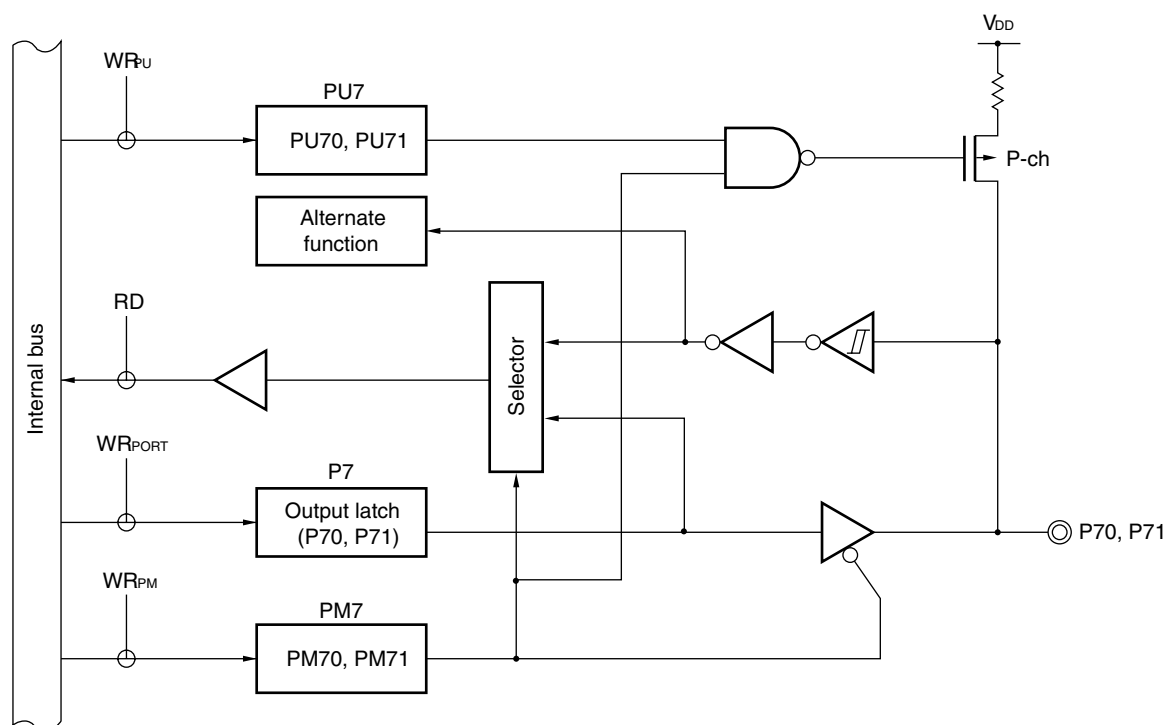 VDD
WRPU
PU7
PU70, PU71
P-ch
Alternate
function
RD
Internal bus
Selector
WRPORT
P7
Output latch
(P70, P71)
P70, P71
WRPM
PM7
PM70, PM71